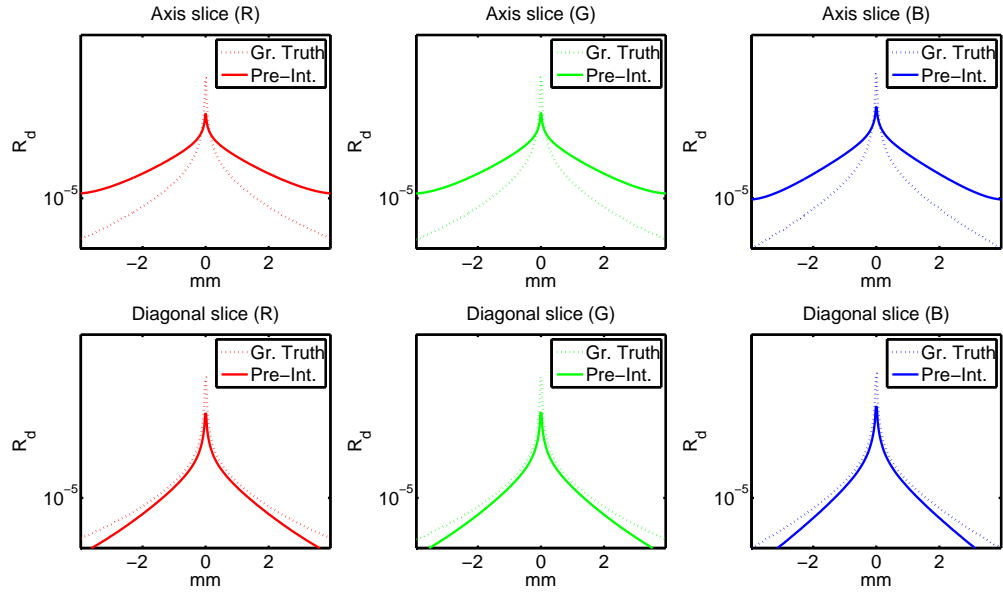 Axis slice (R)
Axis slice (G)
Axis slice (B)
R_d
Gr. Truth
Pre−Int.
10^−5
−2 0 2
mm
R_d
Gr. Truth
Pre−Int.
10^−5
−2 0 2
mm
R_d
Gr. Truth
Pre−Int.
10^−5
−2 0 2
mm
Diagonal slice (R)
Diagonal slice (G)
Diagonal slice (B)
R_d
Gr. Truth
Pre−Int.
10^−5
−2 0 2
mm
R_d
Gr. Truth
Pre−Int.
10^−5
−2 0 2
mm
R_d
Gr. Truth
Pre−Int.
10^−5
−2 0 2
mm